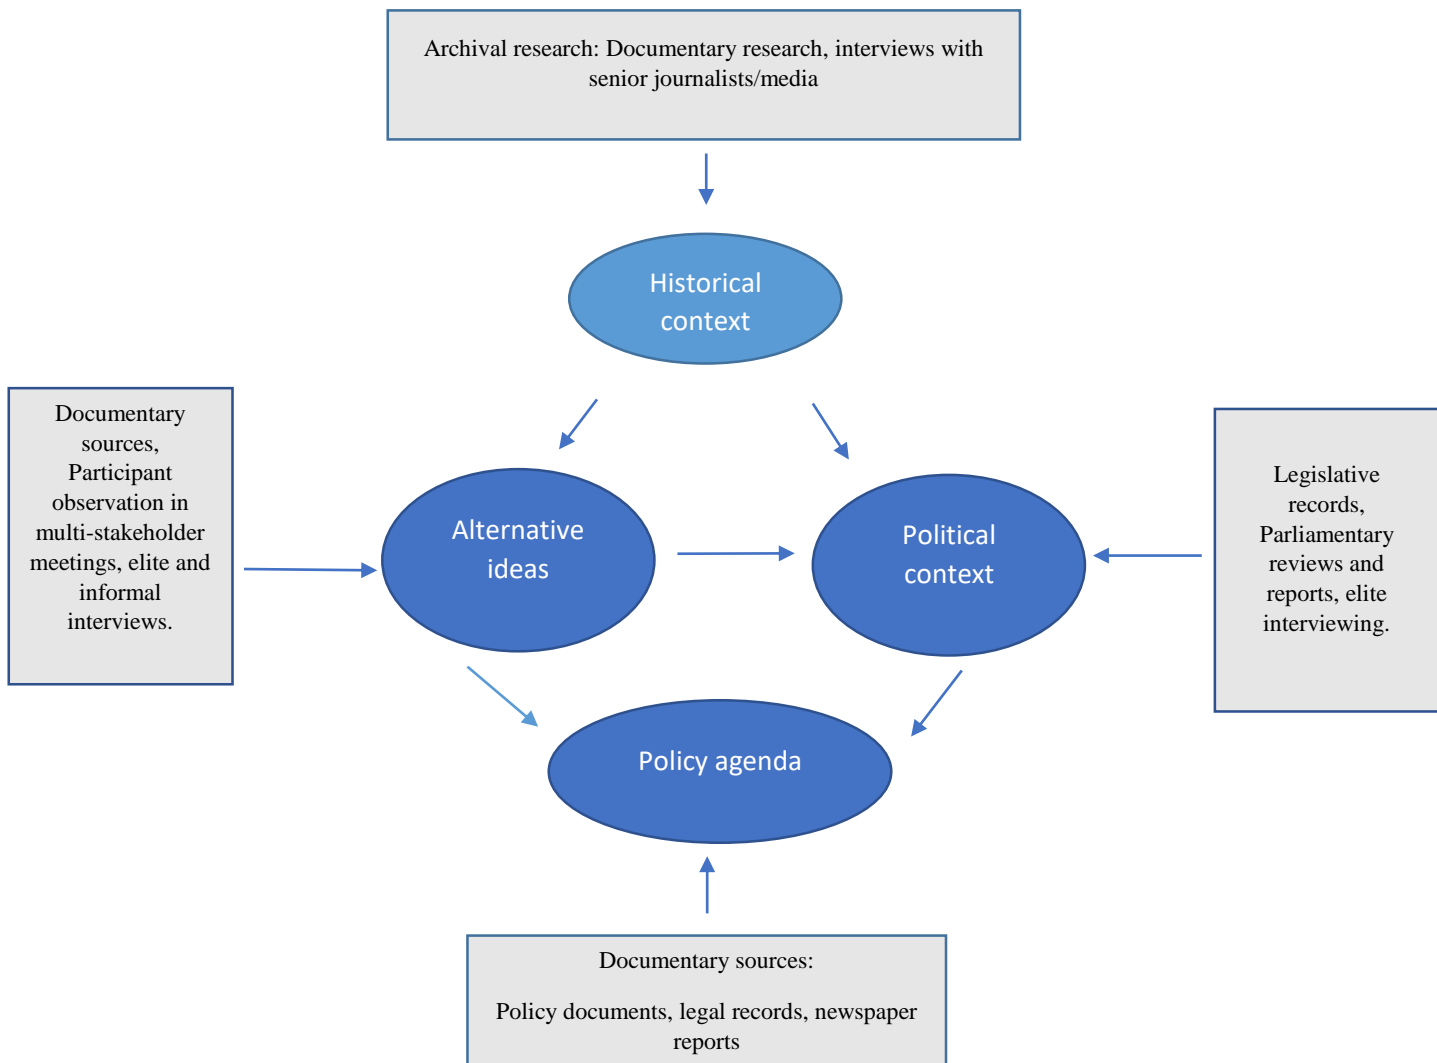 Archival research: Documentary research, interviews with
senior journalists/media
Historical
context
Documentary
sources,
Participant
observation in
multi-stakeholder
meetings, elite and
informal
interviews.
Alternative
ideas
Political
context
Legislative
records,
Parliamentary
reviews and
reports, elite
interviewing.
Policy agenda
Documentary sources:
Policy documents, legal records, newspaper
reports